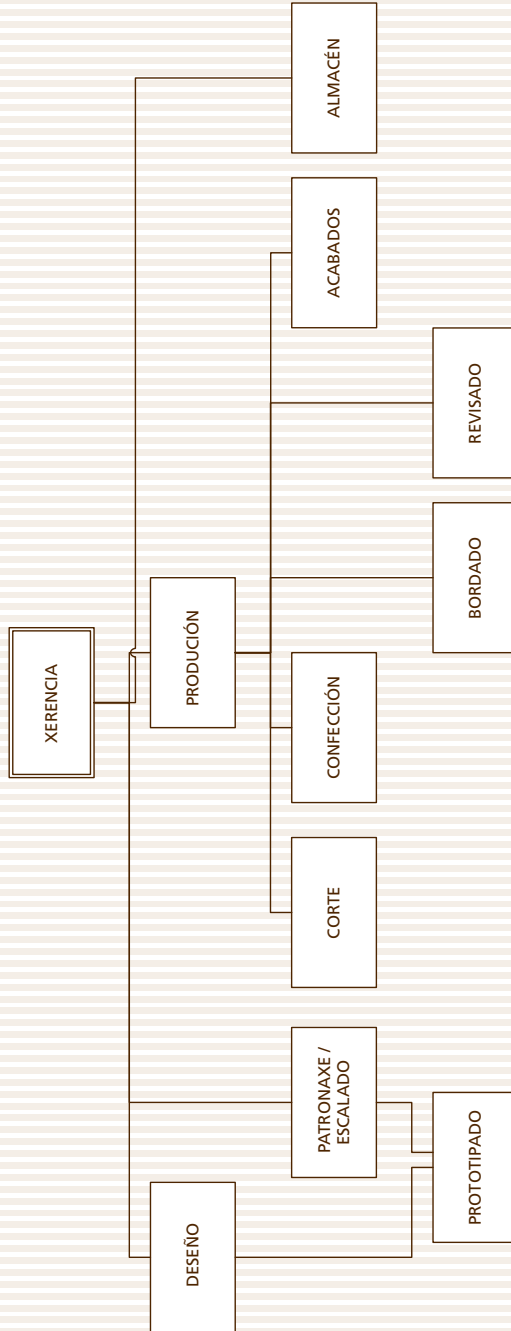 XERENCIA
DESEÑO
PRODUCIÓN
PATRONAXE /
ESCALADO
CORTE
CONFECCIÓN
ACABADOS
ALMACÉN
PROTOTIPADO
BORDADO
REVISADO